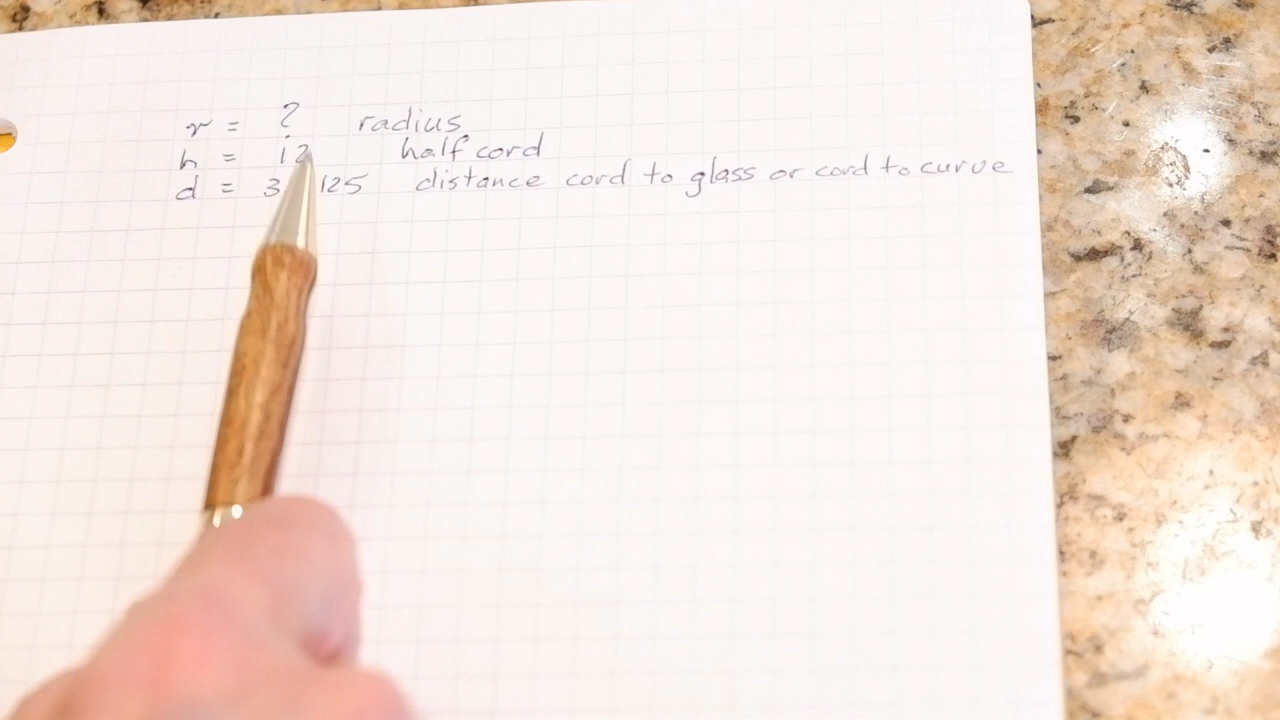 r = ? radius
h = 12 half cord
d = 3 125 distance cord to glass or cord to curve